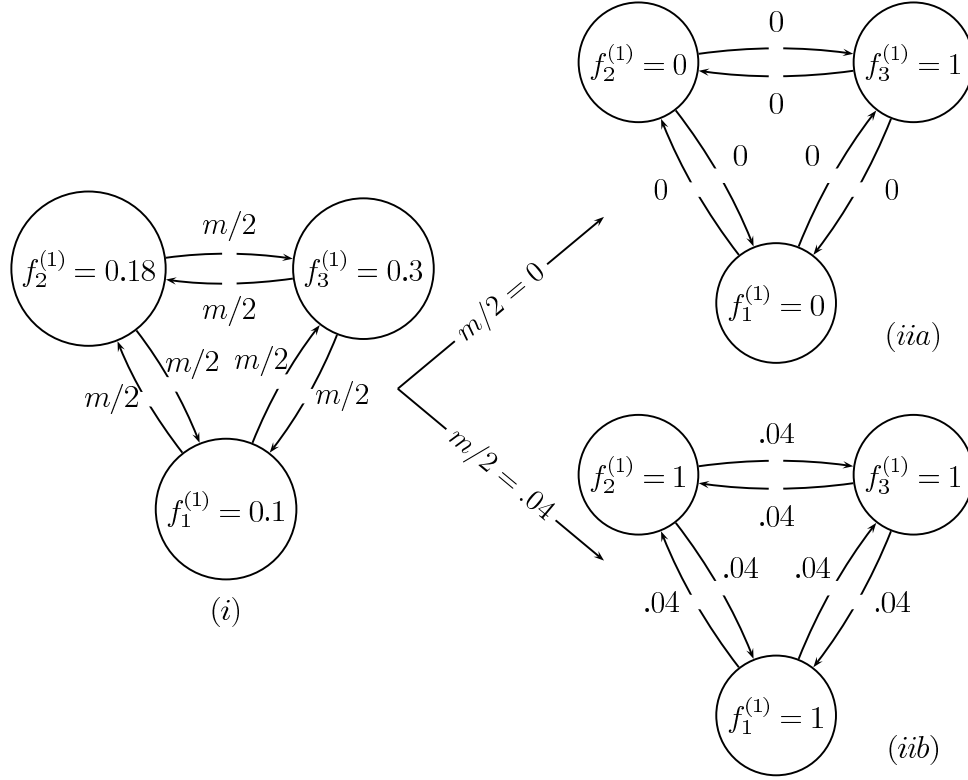 f_2^{(1)} = 0.18
m/2
f_3^{(1)} = 0.3
m/2
m/2
m/2
m/2
m/2
f_1^{(1)} = 0.1
(i)
m/2 = 0
m/2 = .04
f_2^{(1)} = 0
0
f_3^{(1)} = 1
0
0
0
0
0
f_1^{(1)} = 0
(iia)
f_2^{(1)} = 1
.04
f_3^{(1)} = 1
.04
.04
.04
.04
.04
f_1^{(1)} = 1
(iib)